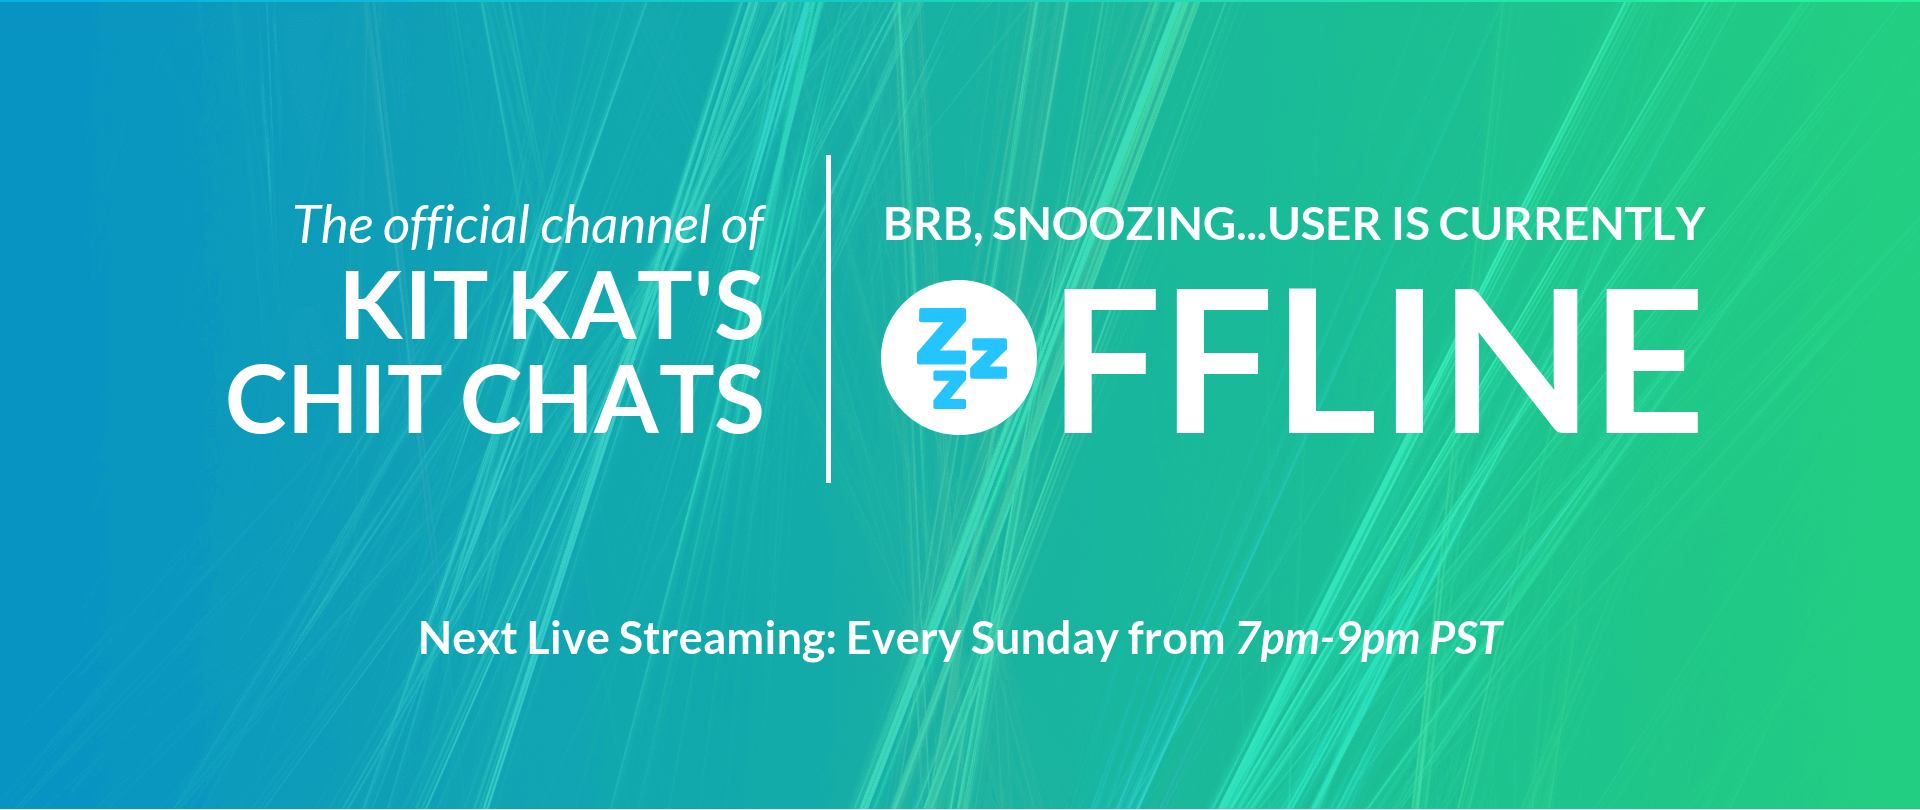 The official channel of
KIT KAT'S
CHIT CHATS
BRB, SNOOZING...USER IS CURRENTLY
zzz FFLINE
Next Live Streaming: Every Sunday from 7pm-9pm PST